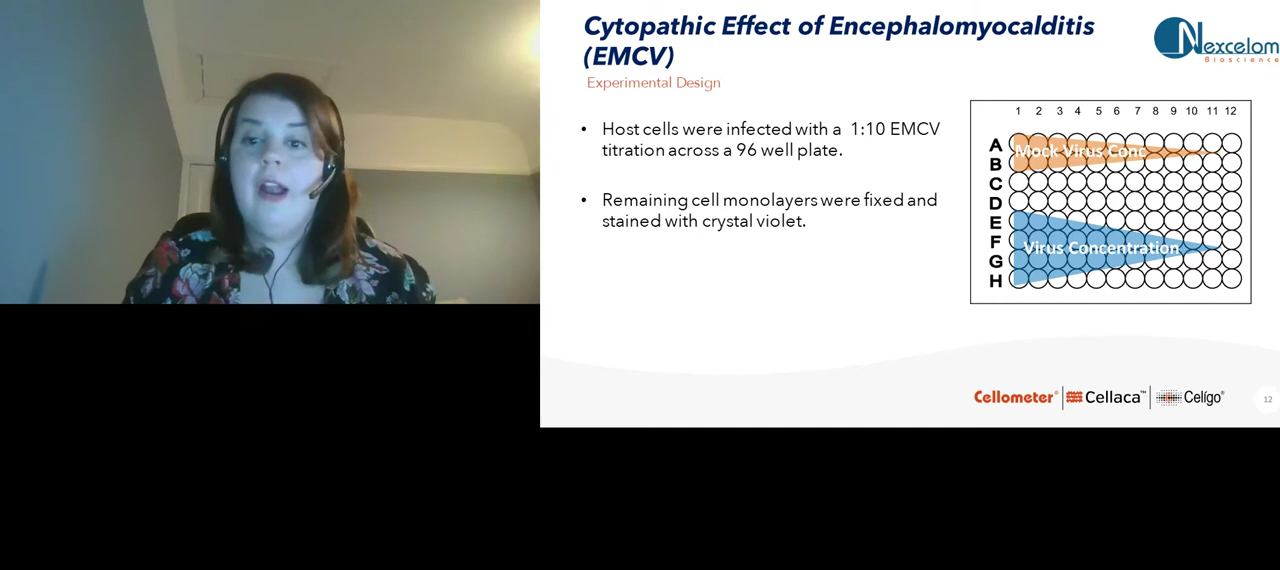 Cytopathic Effect of Encephalomyocalditis
(EMCV)
Nexcelom
Bioscience
Experimental Design
• Host cells were infected with a 1:10 EMCV
titration across a 96 well plate.
• Remaining cell monolayers were fixed and
stained with crystal violet.
1 2 3 4 5 6 7 8 9 10 11 12
A
B
C
D
E
F
G
H
Mock Virus Conc
Virus Concentration
Cellometer® Cellaca™ Celígo®
12